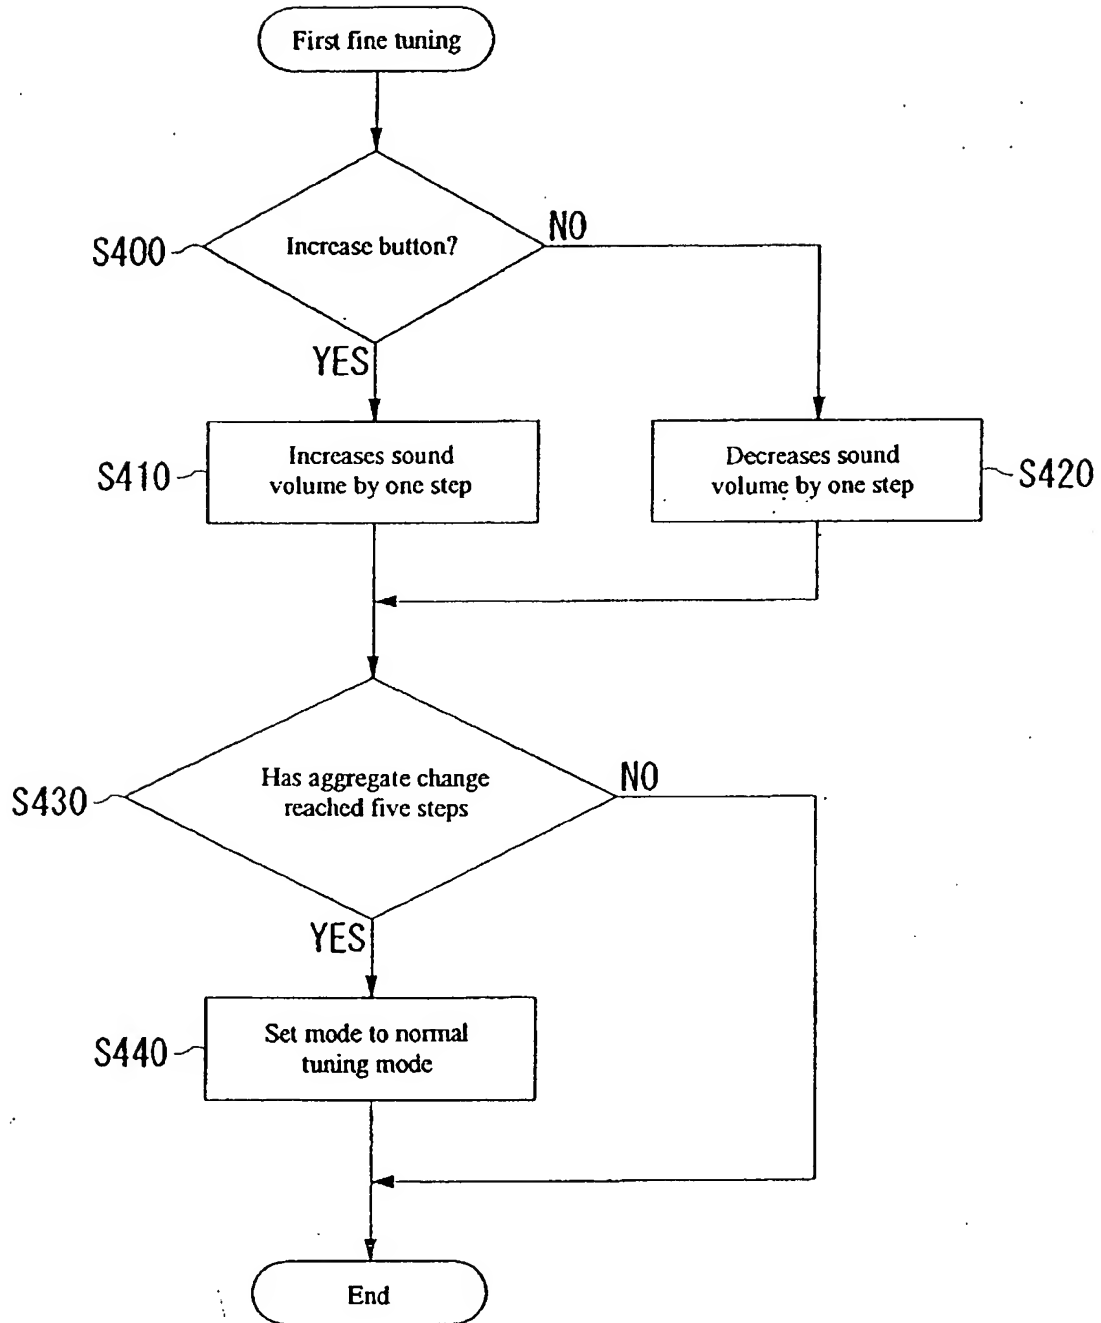 First fine tuning
S400
Increase button?
NO
YES
S410
Increases sound
volume by one step
Decreases sound
volume by one step
S420
S430
Has aggregate change
reached five steps
NO
YES
S440
Set mode to normal
tuning mode
End